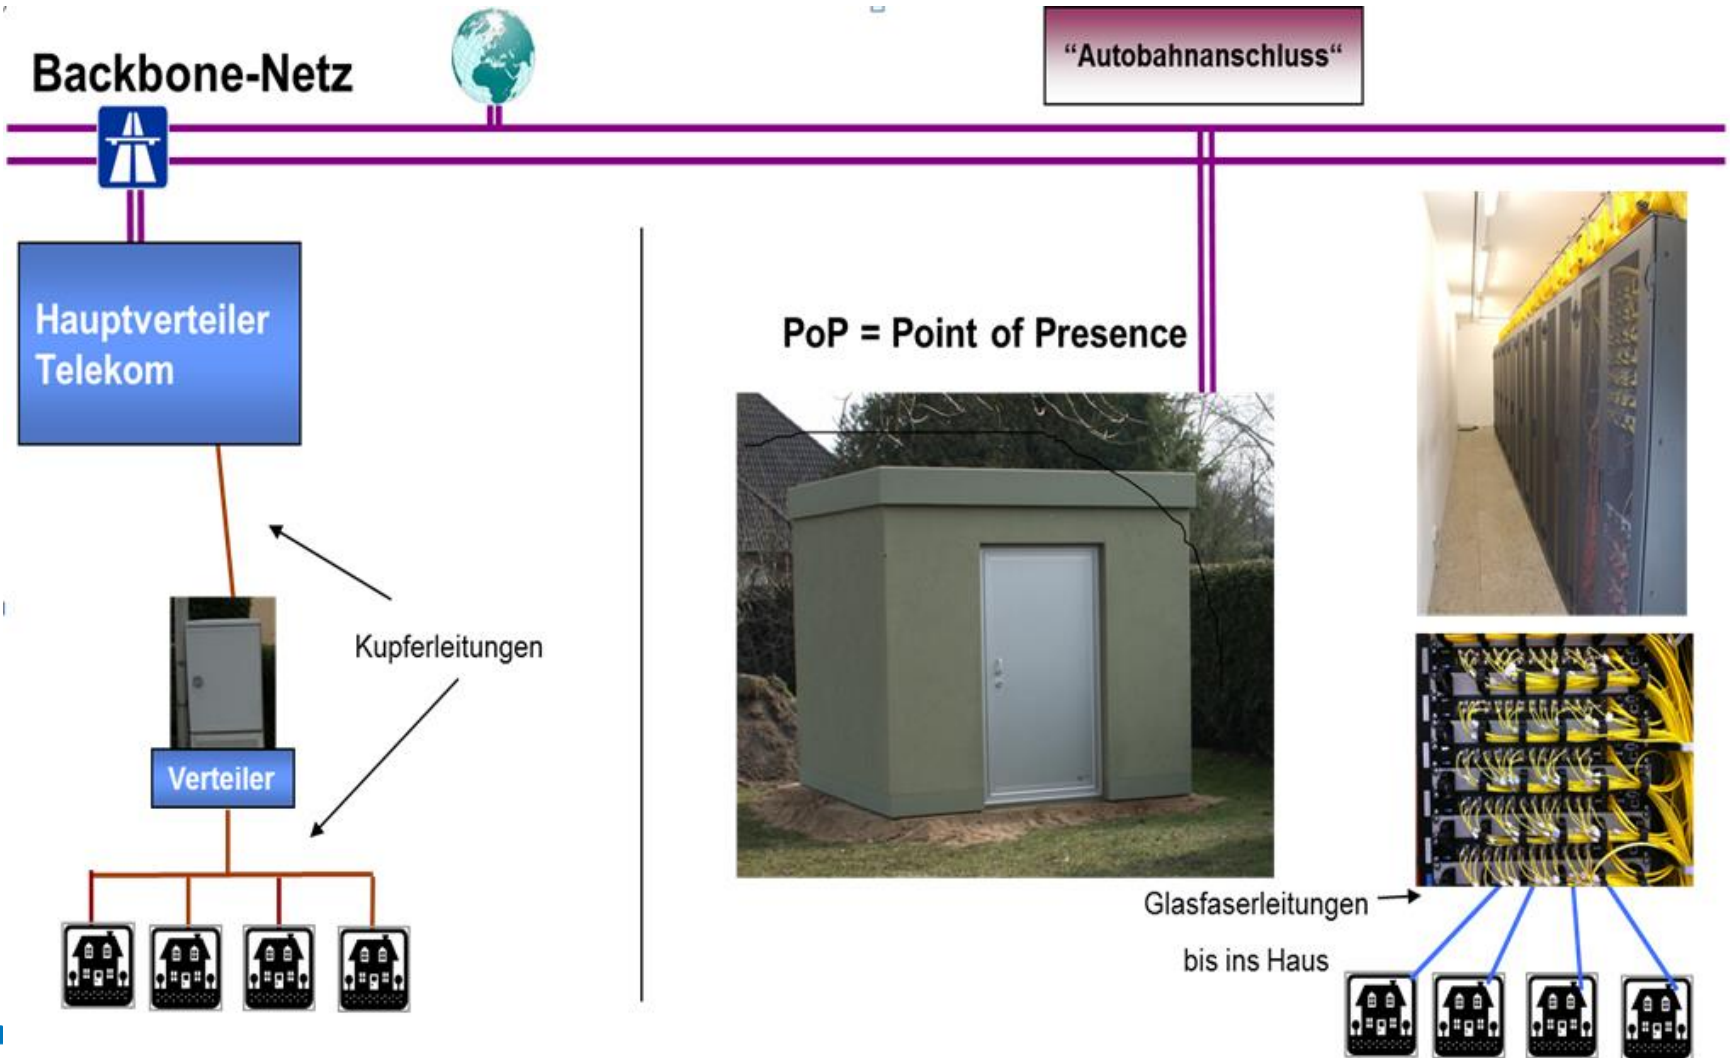 Backbone-Netz
“Autobahnanschluss“
Hauptverteiler
Telekom
Kupferleitungen
Verteiler
PoP = Point of Presence
Glasfaserleitungen
bis ins Haus